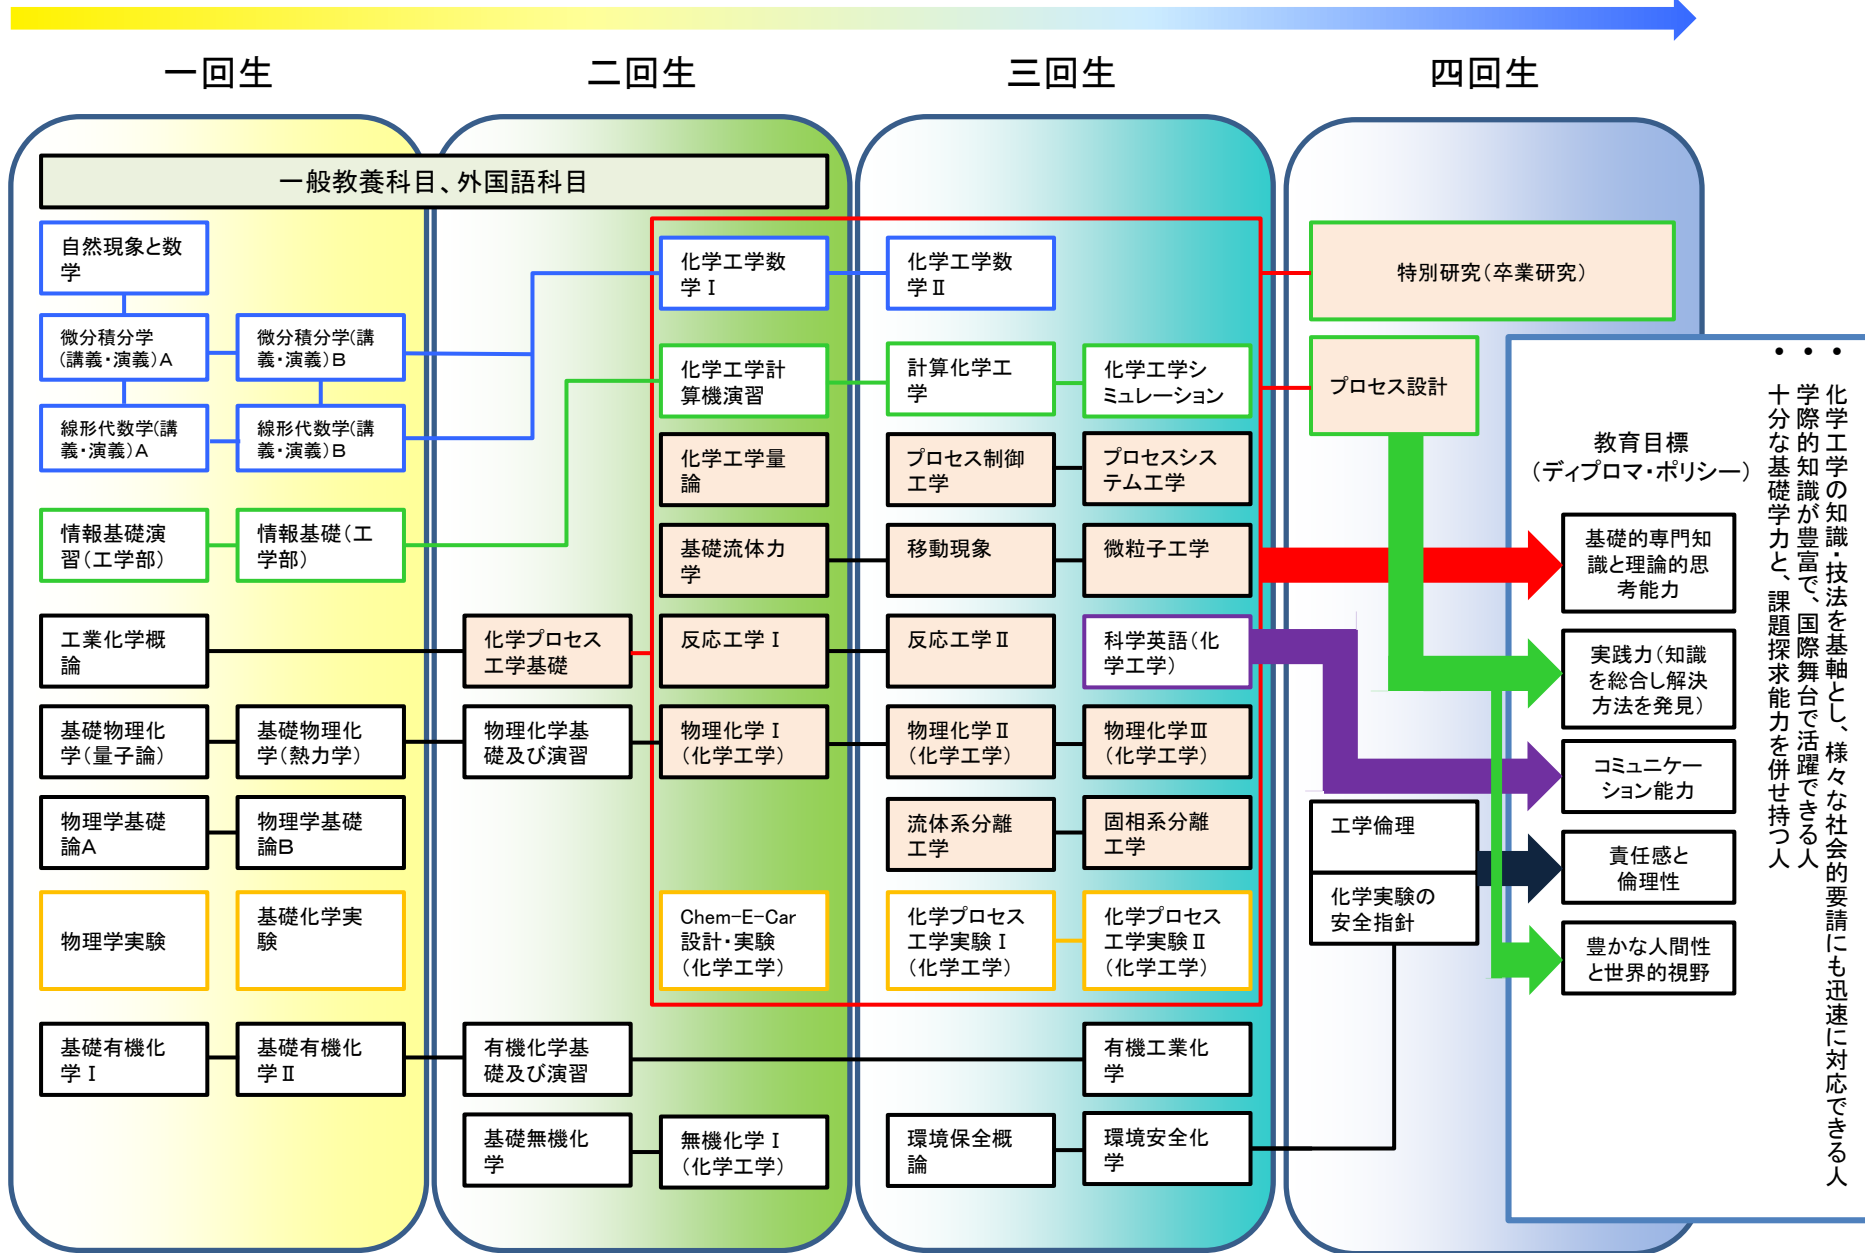 一回生
二回生
三回生
四回生
一般教養科目、外国語科目
自然現象と数
学
微分積分学
(講義・演義)A
微分積分学(講
義・演義)B
線形代数学(講
義・演義)A
線形代数学(講
義・演義)B
情報基礎演
習(工学部)
情報基礎(工
学部)
工業化学概
論
基礎物理化
学(量子論)
基礎物理化
学(熱力学)
物理学基礎
論A
物理学基礎
論B
物理学実験
基礎化学実
験
基礎有機化
学Ⅰ
基礎有機化
学Ⅱ
化学プロセス
工学基礎
物理化学基
礎及び演習
有機化学基
礎及び演習
基礎無機化
学
化学工学数
学Ⅰ
化学工学計
算機演習
化学工学量
論
基礎流体力
学
反応工学Ⅰ
物理化学Ⅰ
(化学工学)
Chem-E-Car
設計・実験
(化学工学)
無機化学Ⅰ
(化学工学)
化学工学数
学Ⅱ
計算化学工
学
プロセス制御
工学
移動現象
反応工学Ⅱ
物理化学Ⅱ
(化学工学)
流体系分離
工学
化学プロセス
工学実験Ⅰ
(化学工学)
環境保全概
論
化学工学シ
ミュレーション
プロセスシス
テム工学
微粒子工学
科学英語(化
学工学)
物理化学Ⅲ
(化学工学)
固相系分離
工学
化学プロセス
工学実験Ⅱ
(化学工学)
有機工業化
学
環境安全化
学
特別研究(卒業研究)
プロセス設計
工学倫理
化学実験の
安全指針
教育目標
(ディプロマ・ポリシー)
基礎的専門知
識と理論的思
考能力
実践力(知識
を総合し解決
方法を発見)
コミュニケー
ション能力
責任感と
倫理性
豊かな人間性
と世界的視野
・化学工学の知識・技法を基軸とし、様々な社会的要請にも迅速に対応できる人
・学際的知識が豊富で、国際舞台で活躍できる人
・十分な基礎学力と、課題探求能力を併せ持つ人